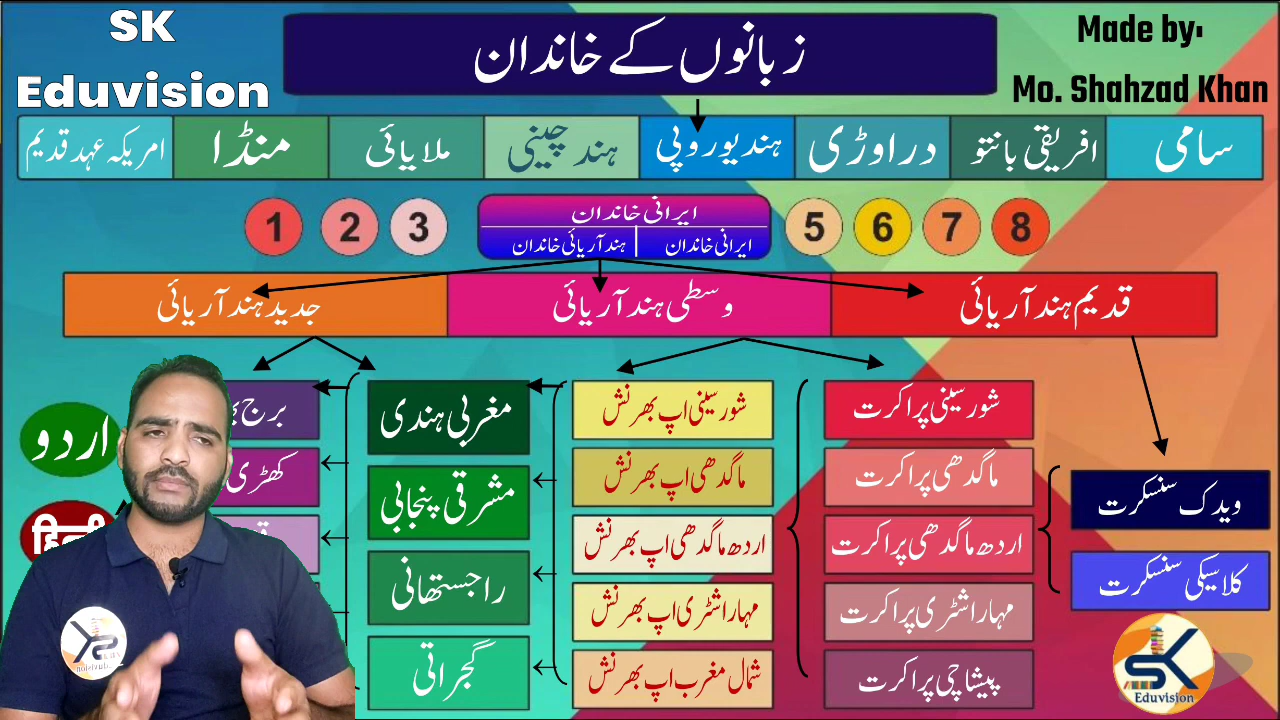 SK
Eduvision
زبانوں کے خاندان
Made by:
Mo. Shahzad Khan
سامی
افریقی بانتو
دراوڑی
ہند یوروپی
ہند چینی
ملایائی
منڈا
امریکہ عہد قدیم
1
2
3
ایرانی خاندان
ایرانی خاندان
ہند آریائی خاندان
5
6
7
8
قدیم ہند آریائی
وسطی ہند آریائی
جدید ہند آریائی
ویدک سنسکرت
کلاسیکی سنسکرت
شورسینی پراکرت
ماگدھی پراکرت
اردھ ماگدھی پراکرت
مہاراشٹری پراکرت
پیشاچی پراکرت
شورسینی اپ بھرنش
ماگدھی اپ بھرنش
اردھ ماگدھی اپ بھرنش
مہاراشٹری اپ بھرنش
شمال مغرب اپ بھرنش
مغربی ہندی
مشرقی پنجابی
راجستھانی
گجراتی
برج
کھڑی
اردو
SK
Eduvision